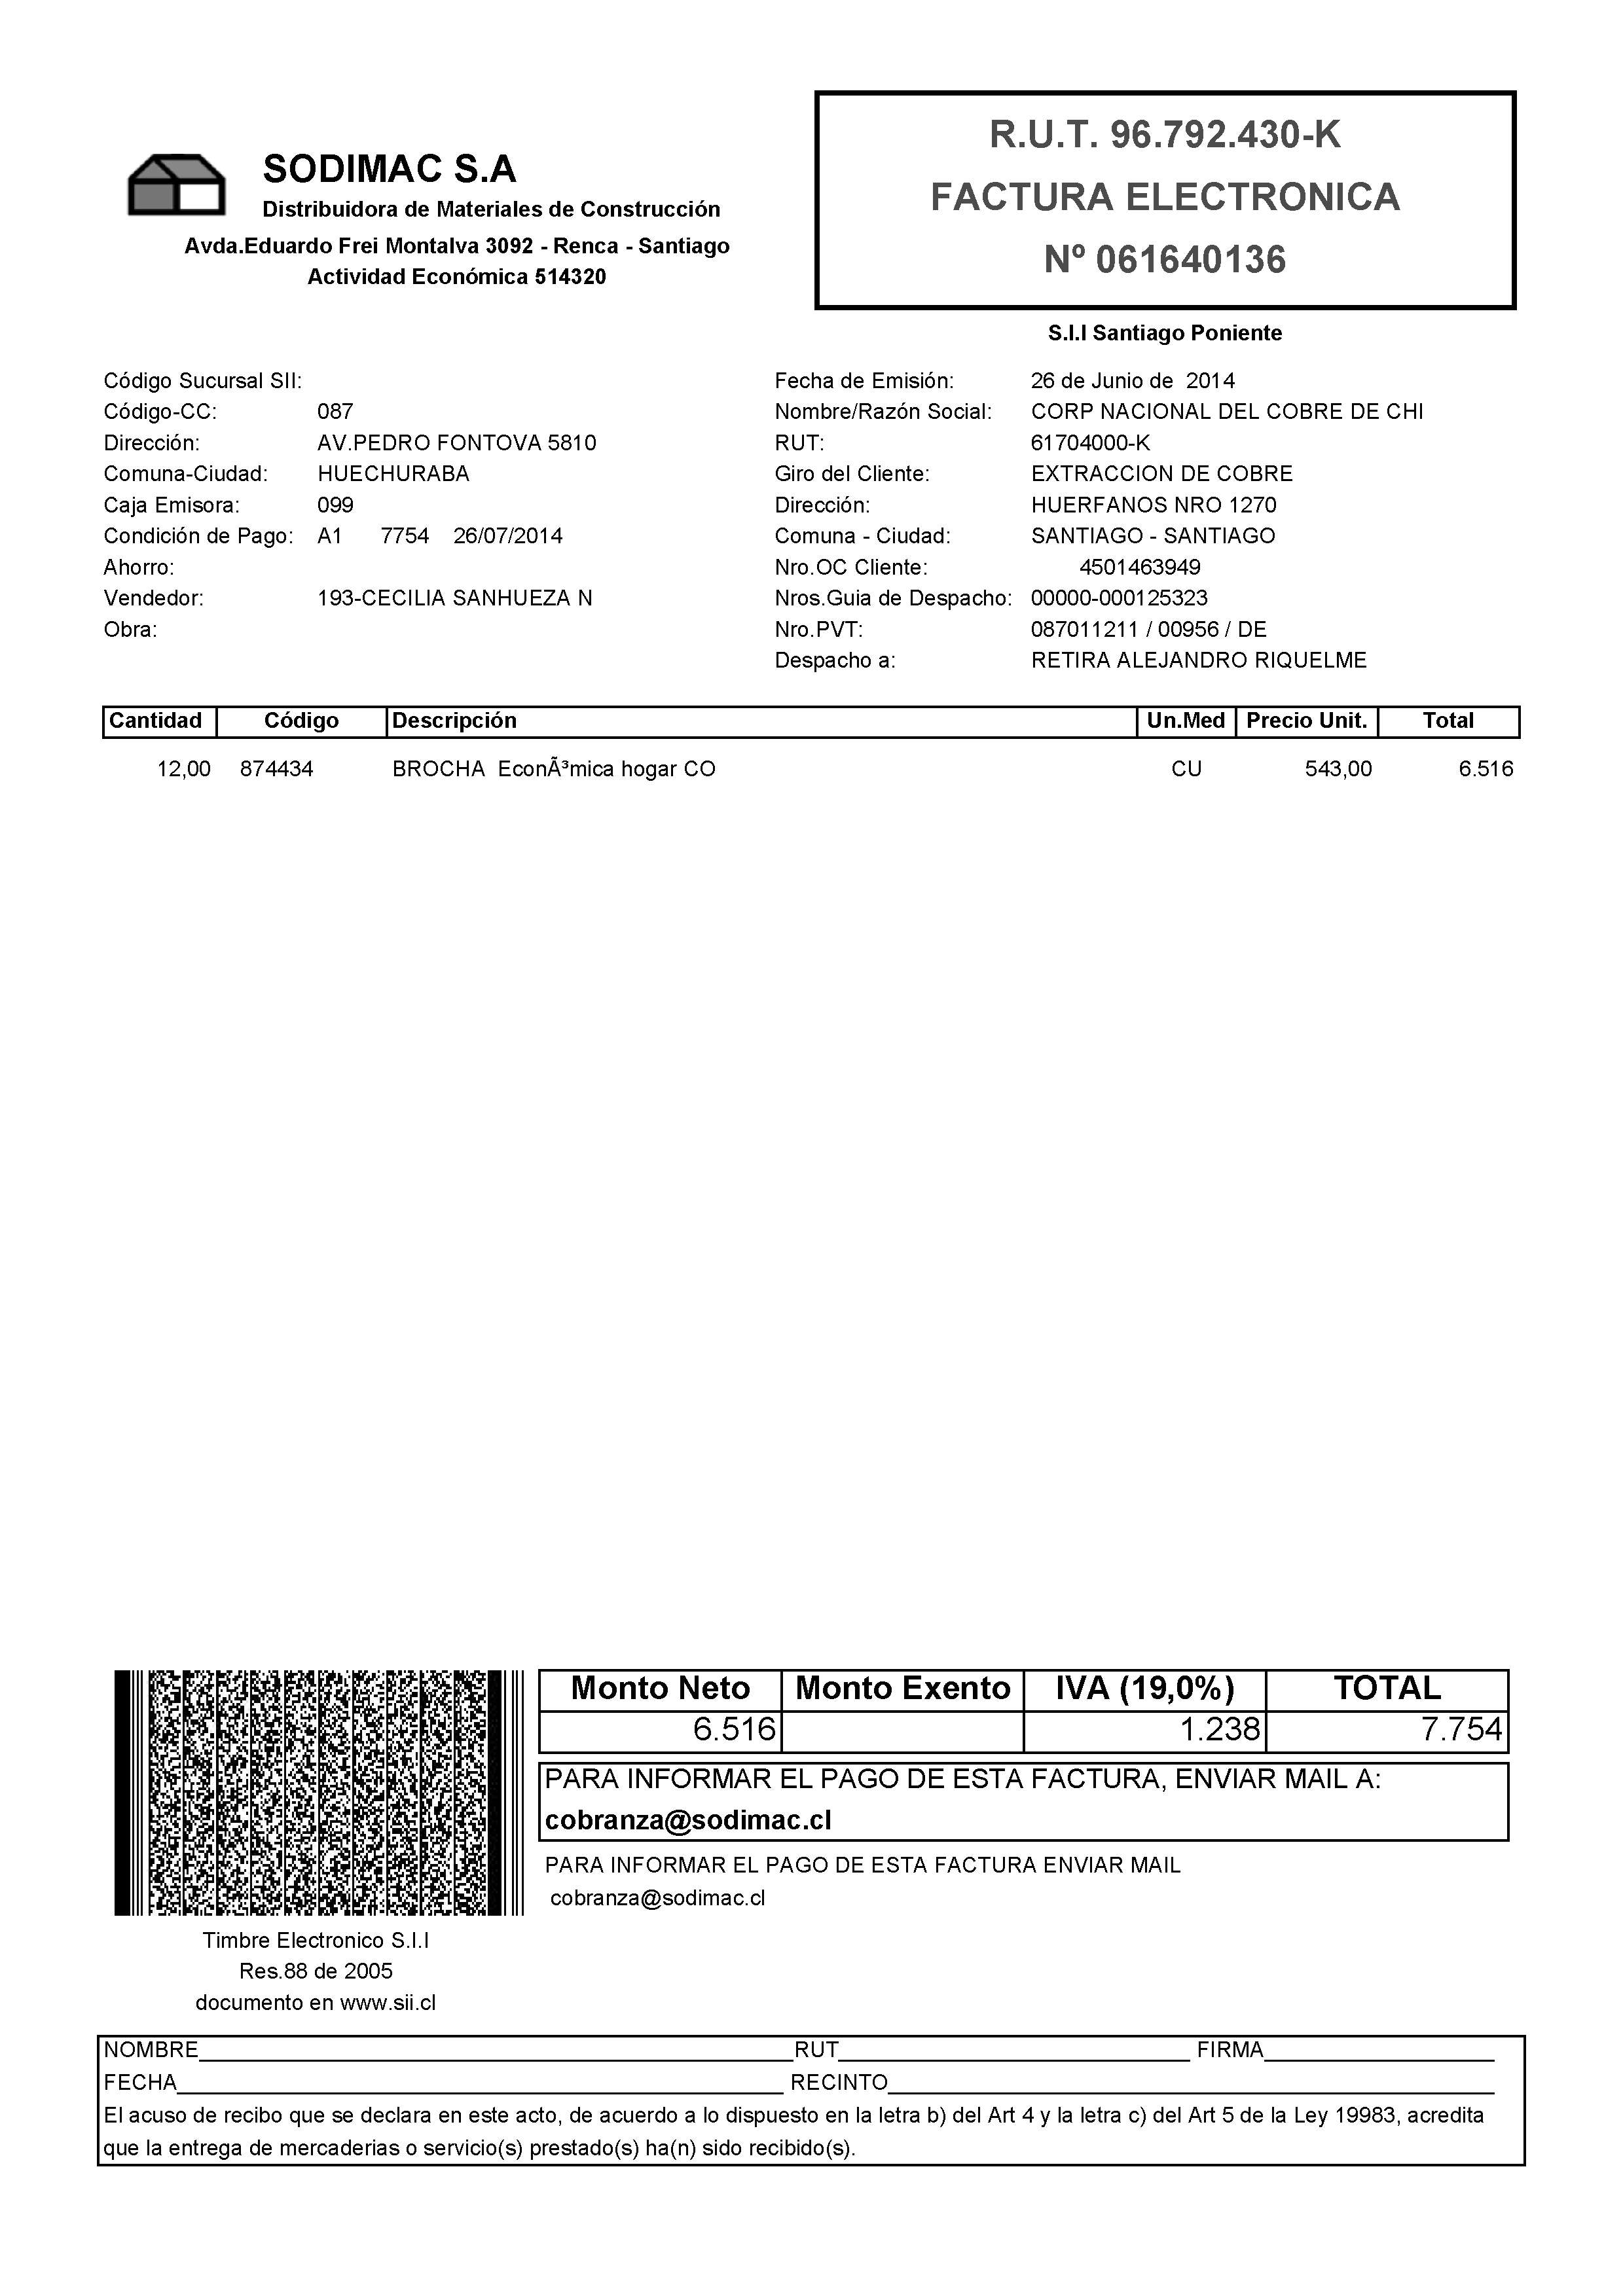 SODIMAC S.A
Distribuidora de Materiales de Construcción
Avda.Eduardo Frei Montalva 3092 - Renca - Santiago
Actividad Económica 514320
R.U.T. 96.792.430-K
FACTURA ELECTRONICA
Nº 061640136
S.I.I Santiago Poniente
Código Sucursal SII:
Código-CC: 087
Dirección: AV.PEDRO FONTOVA 5810
Comuna-Ciudad: HUECHURABA
Caja Emisora: 099
Condición de Pago: A1 7754 26/07/2014
Ahorro:
Vendedor: 193-CECILIA SANHUEZA N
Obra:
Fecha de Emisión: 26 de Junio de 2014
Nombre/Razón Social: CORP NACIONAL DEL COBRE DE CHI
RUT: 61704000-K
Giro del Cliente: EXTRACCION DE COBRE
Dirección: HUERFANOS NRO 1270
Comuna - Ciudad: SANTIAGO - SANTIAGO
Nro.OC Cliente: 4501463949
Nros.Guia de Despacho: 00000-000125323
Nro.PVT: 087011211 / 00956 / DE
Despacho a: RETIRA ALEJANDRO RIQUELME
Cantidad Código Descripción Un.Med Precio Unit. Total
12,00 874434 BROCHA EconÃ³mica hogar CO CU 543,00 6.516
Monto Neto Monto Exento IVA (19,0%) TOTAL
6.516 1.238 7.754
PARA INFORMAR EL PAGO DE ESTA FACTURA, ENVIAR MAIL A:
cobranza@sodimac.cl
PARA INFORMAR EL PAGO DE ESTA FACTURA ENVIAR MAIL
cobranza@sodimac.cl
Timbre Electronico S.I.I
Res.88 de 2005
documento en www.sii.cl
NOMBRE RUT FIRMA
FECHA RECINTO
El acuso de recibo que se declara en este acto, de acuerdo a lo dispuesto en la letra b) del Art 4 y la letra c) del Art 5 de la Ley 19983, acredita
que la entrega de mercaderias o servicio(s) prestado(s) ha(n) sido recibido(s).